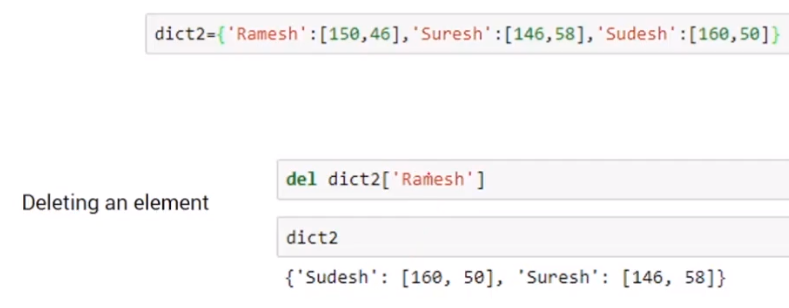 dict2={'Ramesh':[150,46],'Suresh':[146,58],'Sudesh':[160,50]}
Deleting an element
del dict2['Ramesh']
dict2
{'Sudesh': [160, 50], 'Suresh': [146, 58]}